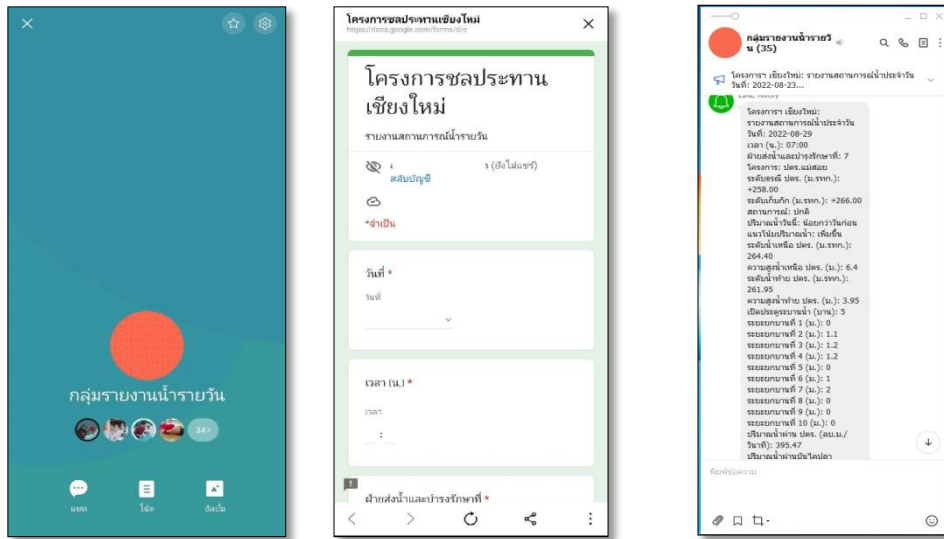 กลุ่มรายงานน้ำรายวัน
34>
แชท
โน้ต
อัลบั้ม
โครงการชลประทานเชียงใหม่
https://docs.google.com/forms/d/e
โครงการชลประทาน
เชียงใหม่
รายงานสถานการณ์น้ำรายวัน
(ยังไม่แชร์)
สลับบัญชี
*จำเป็น
วันที่ *
วันที่
เวลา (น.) *
เวลา
:
ฝ่ายส่งน้ำและบำรุงรักษาที่ *
กลุ่มรายงานน้ำรายวั
น (35)
โครงการฯ เชียงใหม่: รายงานสถานการณ์น้ำประจำวัน
วันที่: 2022-08-23...
โครงการฯ เชียงใหม่:
รายงานสถานการณ์น้ำประจำวัน
วันที่: 2022-08-29
เวลา (น.): 07:00
ฝ่ายส่งน้ำและบำรุงรักษาที่: 7
โครงการ: ปตร.แม่สอย
ระดับธรณี ปตร. (ม.รทก.):
+258.00
ระดับเก็บกัก (ม.รทก.): +266.00
สถานการณ์: ปกติ
ปริมาณน้ำวันนี้: น้อยกว่าวันก่อน
แนวโน้มปริมาณน้ำ: เพิ่มขึ้น
ระดับน้ำเหนือ ปตร. (ม.รทก.):
264.40
ความสูงน้ำเหนือ ปตร. (ม.): 6.4
ระดับน้ำท้าย ปตร. (ม.รทก.):
261.95
ความสูงน้ำท้าย ปตร. (ม.): 3.95
เปิดประตูระบายน้ำ (บาน): 5
ระยะยกบานที่ 1 (ม.): 0
ระยะยกบานที่ 2 (ม.): 1.1
ระยะยกบานที่ 3 (ม.): 1.2
ระยะยกบานที่ 4 (ม.): 1.2
ระยะยกบานที่ 5 (ม.): 0
ระยะยกบานที่ 6 (ม.): 1
ระยะยกบานที่ 7 (ม.): 2
ระยะยกบานที่ 8 (ม.): 0
ระยะยกบานที่ 9 (ม.): 0
ระยะยกบานที่ 10 (ม.): 0
ปริมาณน้ำผ่าน ปตร. (ลบ.ม./
วินาที): 395.47
ปริมาณน้ำผ่านบันไดปลา
พิมพ์ข้อความ